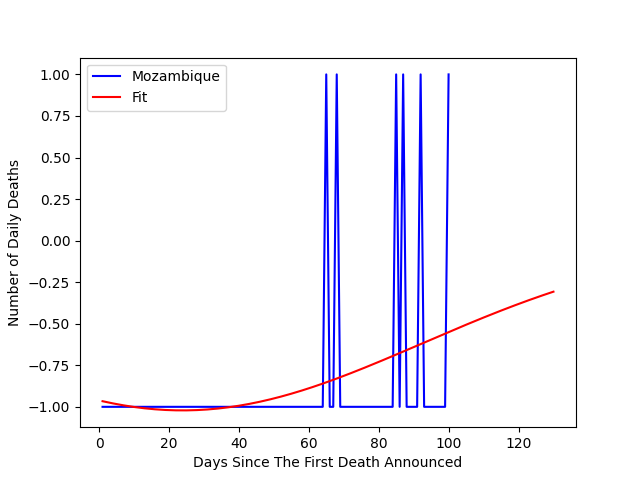 Mozambique
Fit
1.00
0.75
0.50
0.25
0.00
−0.25
−0.50
−0.75
−1.00
Number of Daily Deaths
0 20 40 60 80 100 120
Days Since The First Death Announced